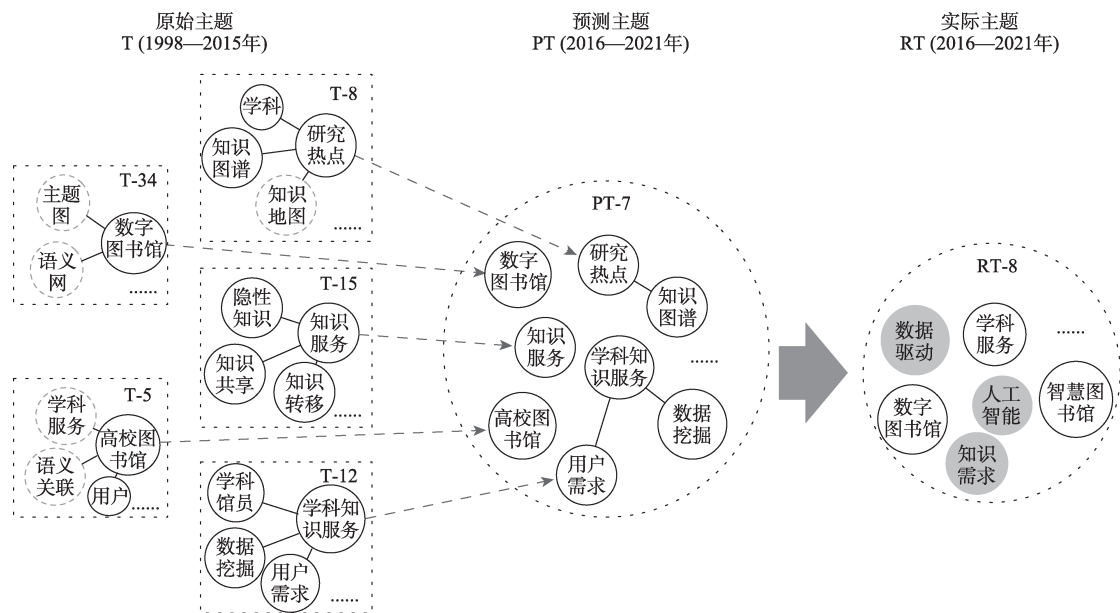 原始主题
T (1998—2015年)
预测主题
PT (2016—2021年)
实际主题
RT (2016—2021年)
T-8
学科
研究
热点
知识
图谱
知识
地图
......
T-34
主题
图
数字
图书馆
语义
网
......
T-15
隐性
知识
知识
服务
知识
共享
知识
转移
......
T-5
学科
服务
高校图
书馆
语义
关联
用户
......
T-12
学科
馆员
学科知
识服务
数据
挖掘
用户
需求
......
PT-7
数字
图书馆
研究
热点
知识
图谱
知识
服务
学科知
识服务
......
高校图
书馆
数据
挖掘
用户
需求
RT-8
数据
驱动
学科
服务
......
数字
图书馆
人工
智能
智慧图
书馆
知识
需求